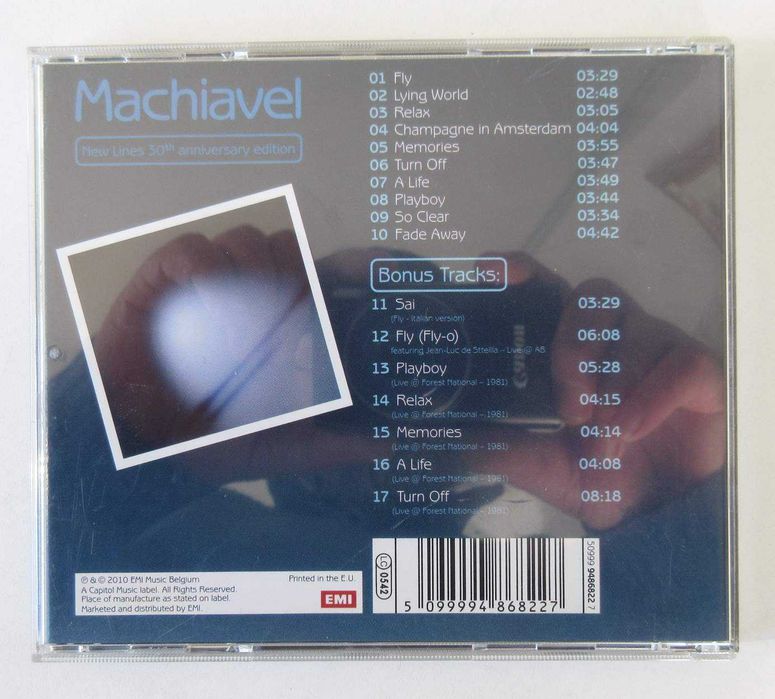 Machiavel
New Lines 30th anniversary edition
01 Fly 03:29
02 Lying World 02:48
03 Relax 03:05
04 Champagne in Amsterdam 04:04
05 Memories 03:55
06 Turn Off 03:47
07 A Life 03:49
08 Playboy 03:44
09 So Clear 03:34
10 Fade Away 04:42
Bonus Tracks:
11 Sai 03:29
(Fly - Italian version)
12 Fly (Fly-o) 06:08
featuring Jean-Luc de Stteilla - Live @ AB
13 Playboy 05:28
(Live @ Forest National - 1981)
14 Relax 04:15
(Live @ Forest National - 1981)
15 Memories 04:14
(Live @ Forest National - 1981)
16 A Life 04:08
(Live @ Forest National - 1981)
17 Turn Off 08:18
(Live @ Forest National - 1981)
℗ & © 2010 EMI Music Belgium
A Capitol Music label. All Rights Reserved.
Place of manufacture as stated on label.
Marketed and distributed by EMI.
Printed in the E.U.
EMI
LC 0542
5 099994 868227
50999 9486822 7
Canon